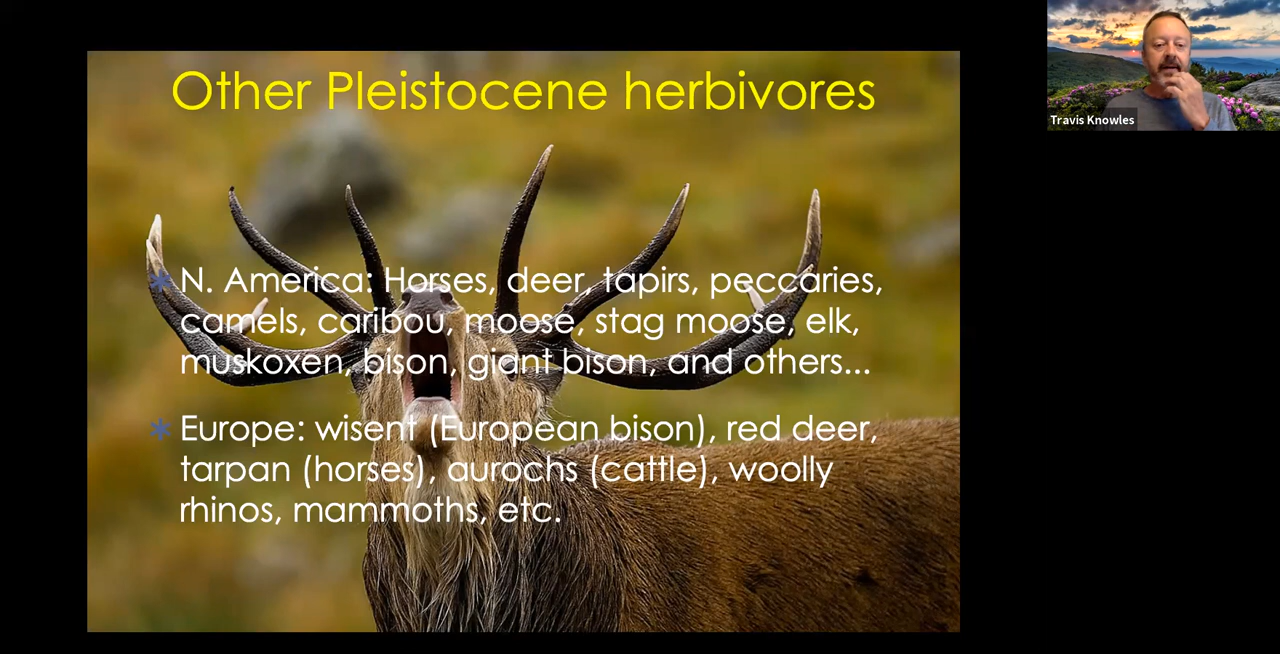 Other Pleistocene herbivores
N. America: Horses, deer, tapirs, peccaries,
camels, caribou, moose, stag moose, elk,
muskoxen, bison, giant bison, and others...
Europe: wisent (European bison), red deer,
tarpan (horses), aurochs (cattle), woolly
rhinos, mammoths, etc.
Travis Knowles